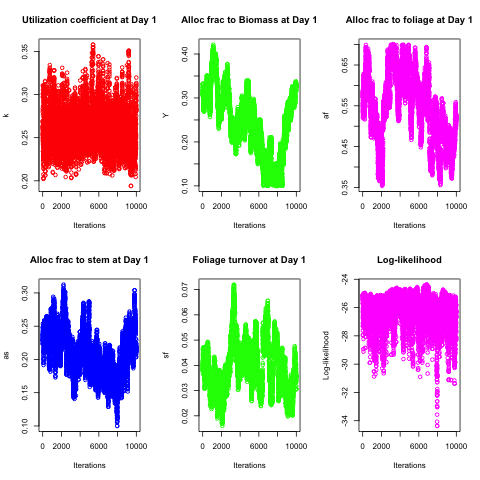 Utilization coefficient at Day 1
k
0.20 0.25 0.30 0.35
0 2000 6000 10000
Iterations
Alloc frac to Biomass at Day 1
Y
0.10 0.20 0.30 0.40
0 2000 6000 10000
Iterations
Alloc frac to foliage at Day 1
af
0.35 0.45 0.55 0.65
0 2000 6000 10000
Iterations
Alloc frac to stem at Day 1
as
0.10 0.15 0.20 0.25 0.30
0 2000 6000 10000
Iterations
Foliage turnover at Day 1
sf
0.02 0.03 0.04 0.05 0.06 0.07
0 2000 6000 10000
Iterations
Log-likelihood
Log-likelihood
-34 -32 -30 -28 -26 -24
0 2000 6000 10000
Iterations